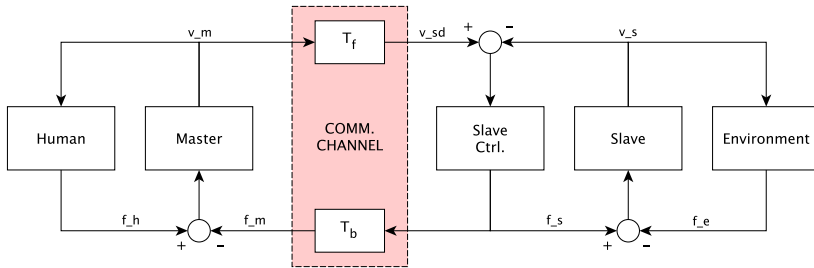 v_m
T_f
v_sd
+
−
v_s
Human
Master
COMM.
CHANNEL
Slave
Ctrl.
Slave
Environment
f_h
f_m
T_b
f_s
f_e
+
−
+
−